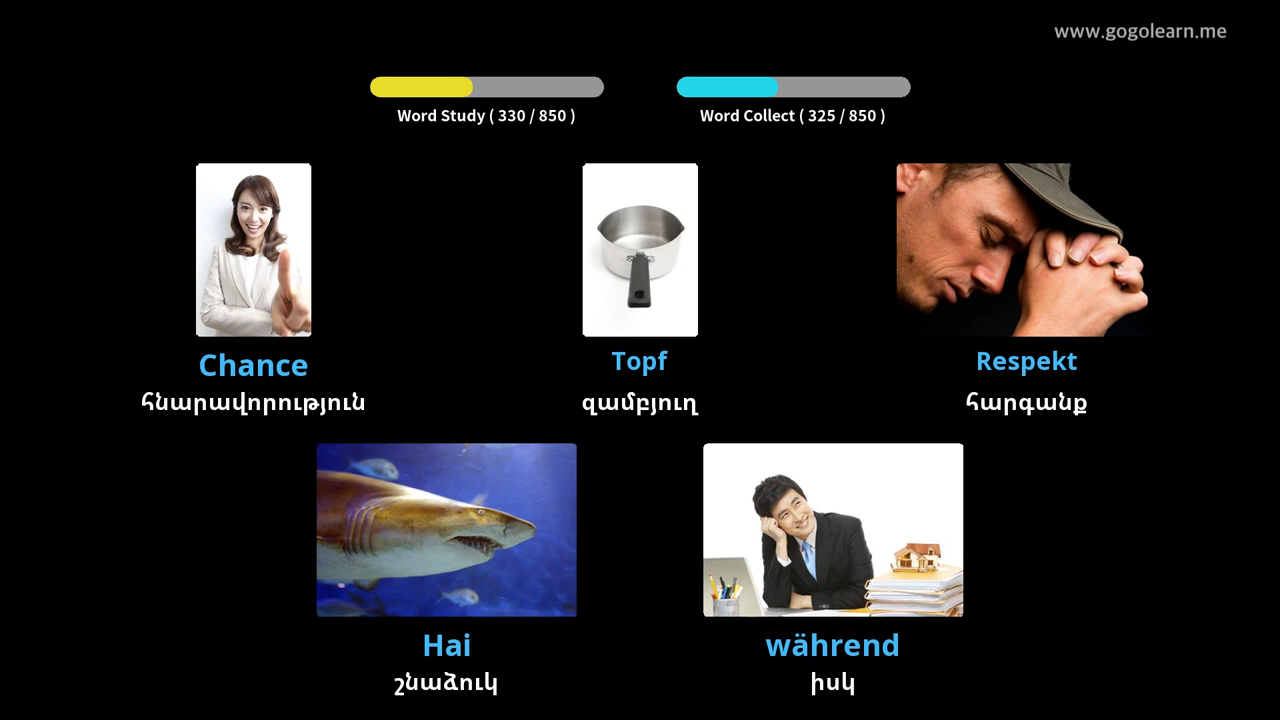 www.gogolearn.me
Word Study ( 330 / 850 )
Word Collect ( 325 / 850 )
Chance
հնարավորություն
Topf
զամբյուղ
Respekt
հարգանք
Hai
շնաձուկ
während
իսկ